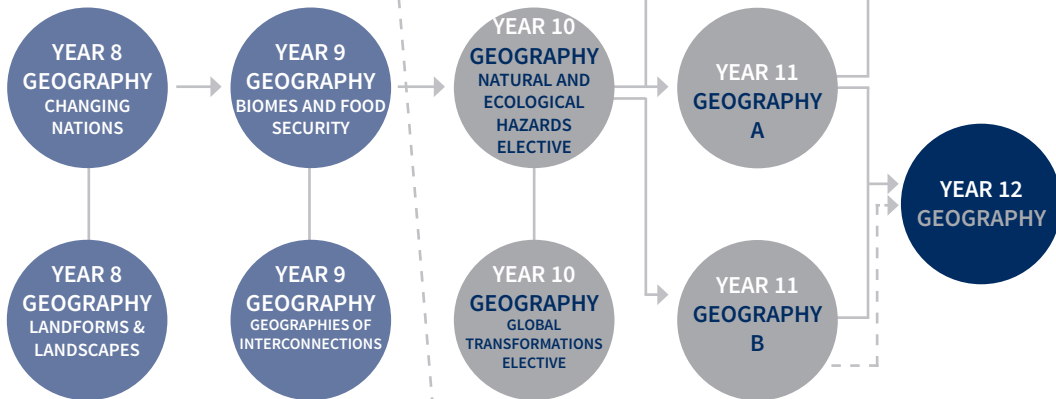 YEAR 8
GEOGRAPHY
CHANGING
NATIONS
YEAR 9
GEOGRAPHY
BIOMES AND FOOD
SECURITY
YEAR 10
GEOGRAPHY
NATURAL AND
ECOLOGICAL
HAZARDS
ELECTIVE
YEAR 11
GEOGRAPHY
A
YEAR 12
GEOGRAPHY
YEAR 8
GEOGRAPHY
LANDFORMS &
LANDSCAPES
YEAR 9
GEOGRAPHY
GEOGRAPHIES OF
INTERCONNECTIONS
YEAR 10
GEOGRAPHY
GLOBAL
TRANSFORMATIONS
ELECTIVE
YEAR 11
GEOGRAPHY
B